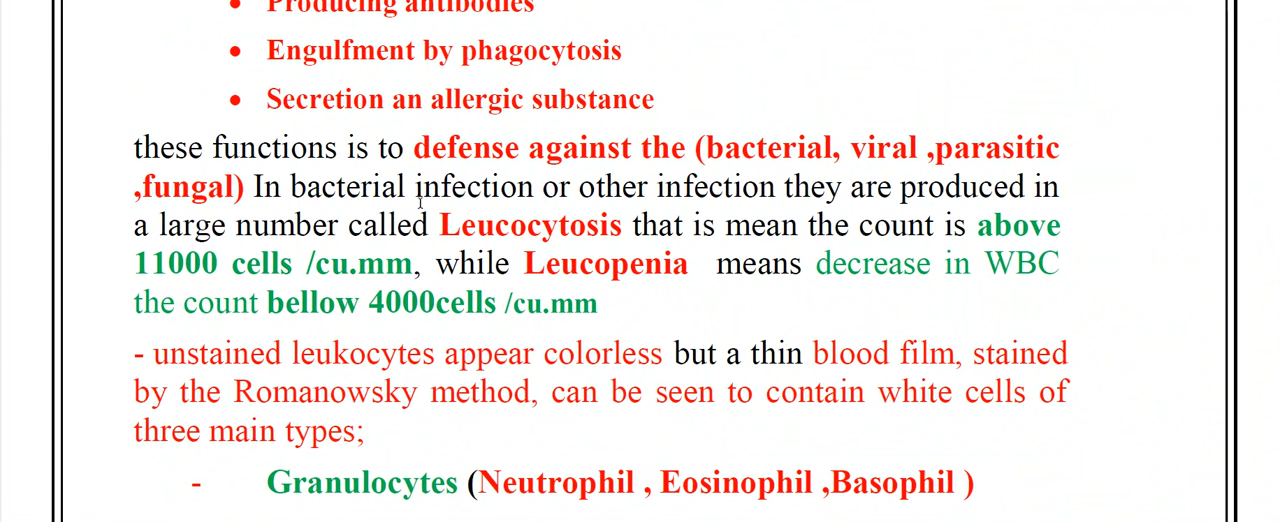 • Producing antibodies
• Engulfment by phagocytosis
• Secretion an allergic substance
these functions is to defense against the (bacterial, viral ,parasitic
,fungal) In bacterial infection or other infection they are produced in
a large number called Leucocytosis that is mean the count is above
11000 cells /cu.mm, while Leucopenia means decrease in WBC
the count bellow 4000cells /cu.mm
- unstained leukocytes appear colorless but a thin blood film, stained
by the Romanowsky method, can be seen to contain white cells of
three main types;
- Granulocytes (Neutrophil , Eosinophil ,Basophil )